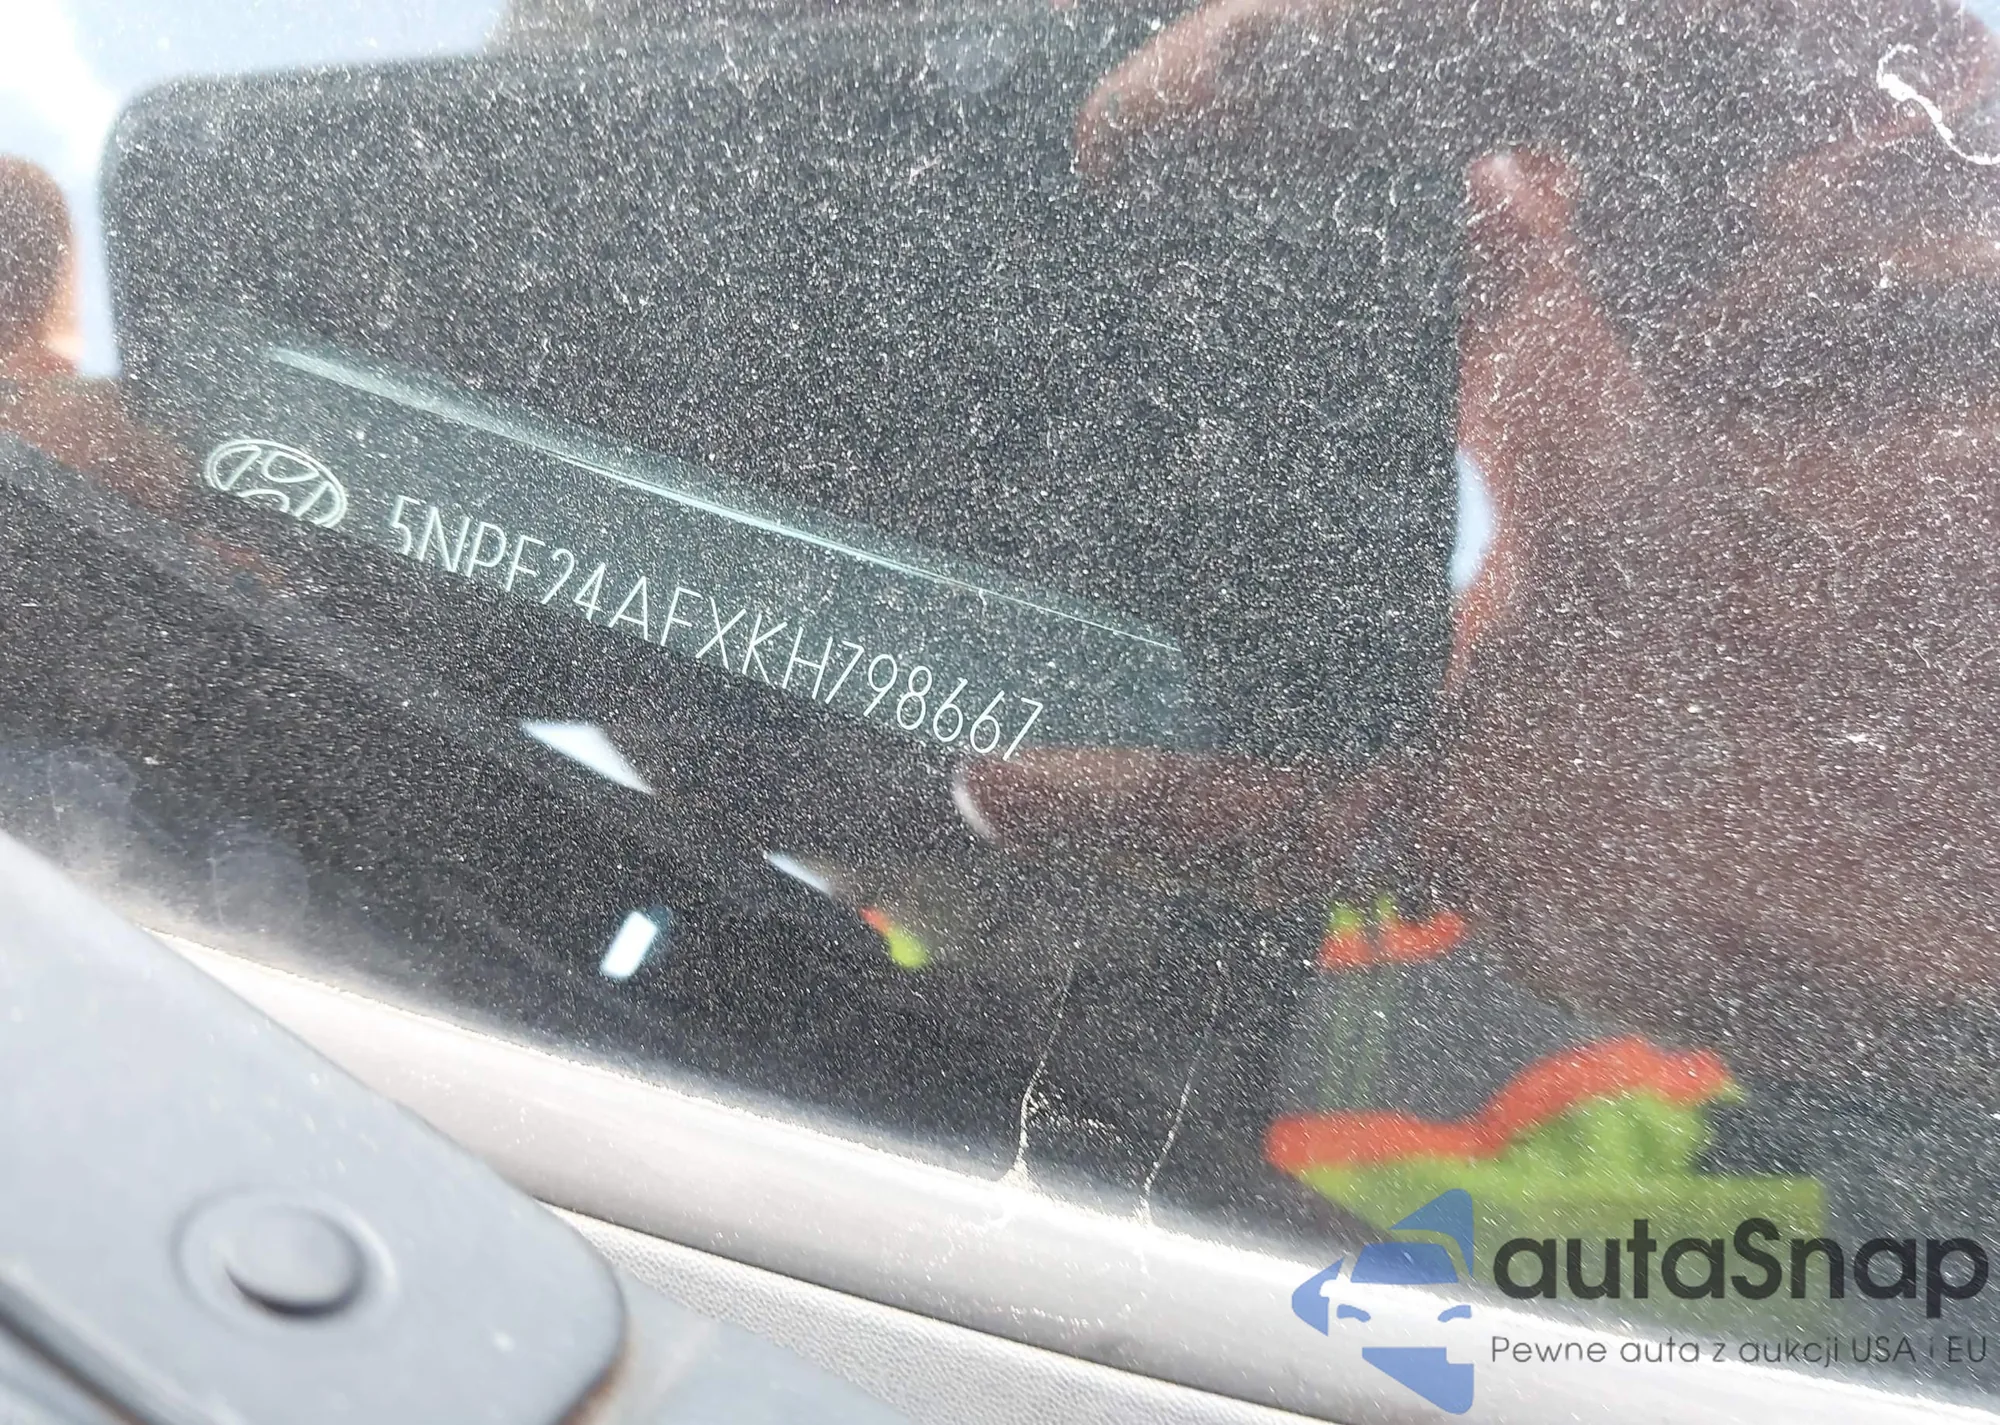 5NPE24AFXKH798667
autaSnap
Pewne auta z aukcji USA i EU